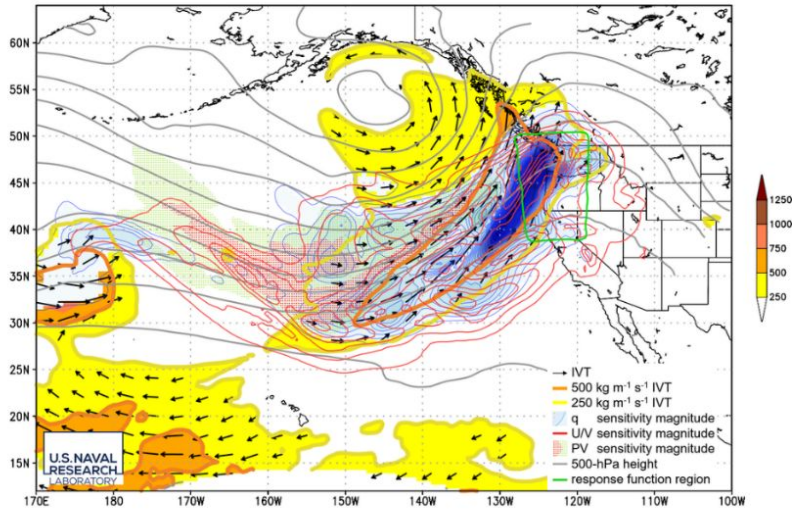 60N
55N
50N
45N
40N
35N
30N
25N
20N
15N
1250
1000
750
500
250
IVT
500 kg m⁻¹ s⁻¹ IVT
250 kg m⁻¹ s⁻¹ IVT
q sensitivity magnitude
U/V sensitivity magnitude
PV sensitivity magnitude
500-hPa height
response function region
U.S. NAVAL
RESEARCH
LABORATORY
170E 180 170W 160W 150W 140W 130W 120W 110W 100W